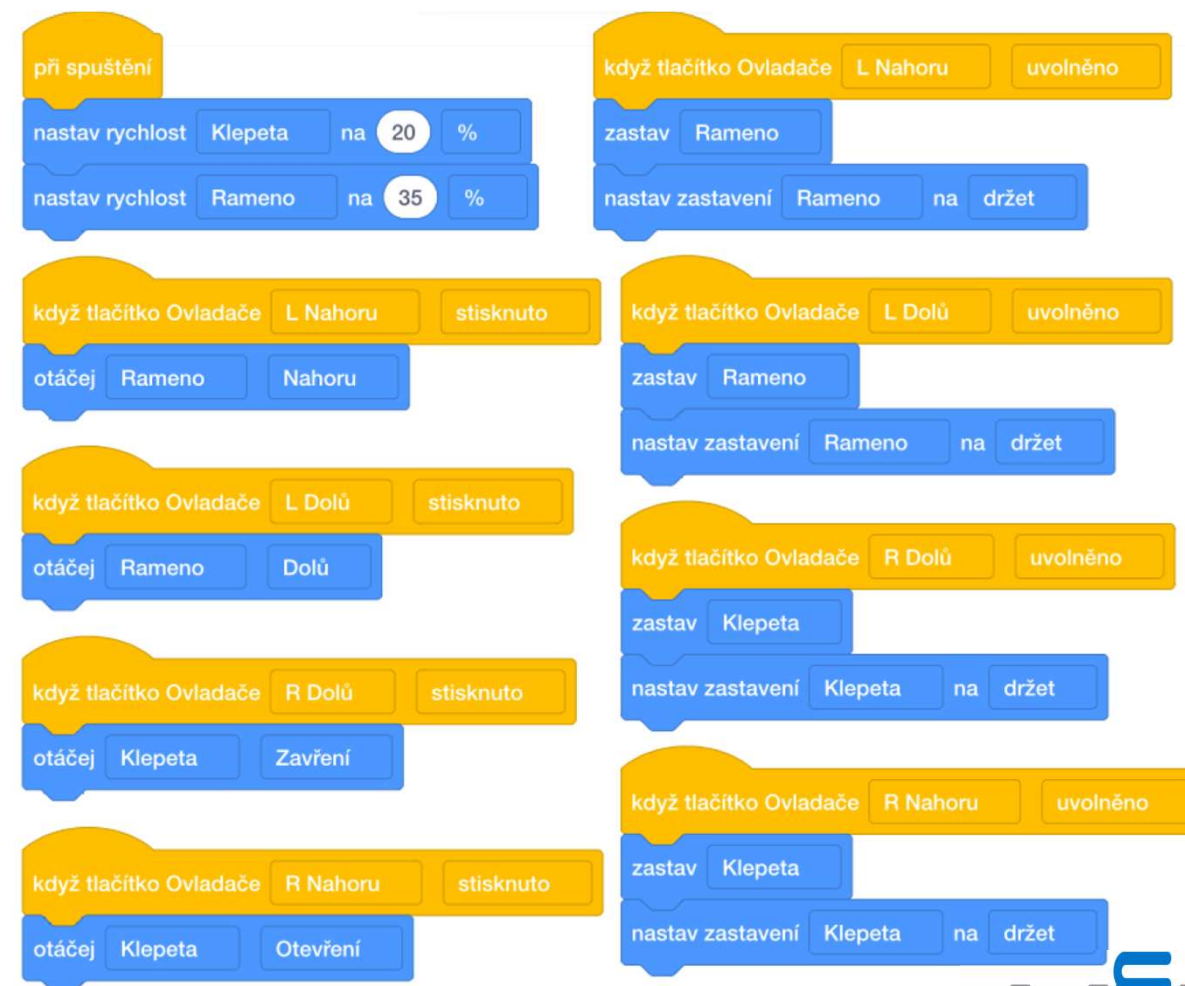 při spuštění
nastav rychlost Klepeta na 20 %
nastav rychlost Rameno na 35 %
když tlačítko Ovladače L Nahoru stisknuto
otáčej Rameno Nahoru
když tlačítko Ovladače L Dolů stisknuto
otáčej Rameno Dolů
když tlačítko Ovladače R Dolů stisknuto
otáčej Klepeta Zavření
když tlačítko Ovladače R Nahoru stisknuto
otáčej Klepeta Otevření
když tlačítko Ovladače L Nahoru uvolněno
zastav Rameno
nastav zastavení Rameno na držet
když tlačítko Ovladače L Dolů uvolněno
zastav Rameno
nastav zastavení Rameno na držet
když tlačítko Ovladače R Dolů uvolněno
zastav Klepeta
nastav zastavení Klepeta na držet
když tlačítko Ovladače R Nahoru uvolněno
zastav Klepeta
nastav zastavení Klepeta na držet